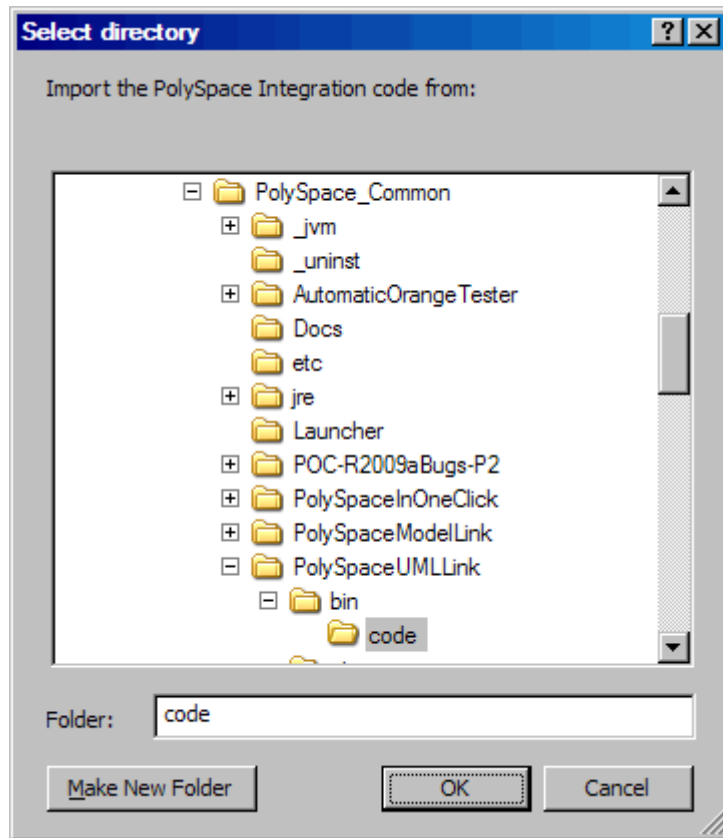 Select directory
Import the PolySpace Integration code from:
PolySpace_Common
_jvm
_uninst
AutomaticOrangeTester
Docs
etc
jre
Launcher
POC-R2009aBugs-P2
PolySpaceInOneClick
PolySpaceModelLink
PolySpaceUMLLink
bin
code
Folder: code
Make New Folder OK Cancel